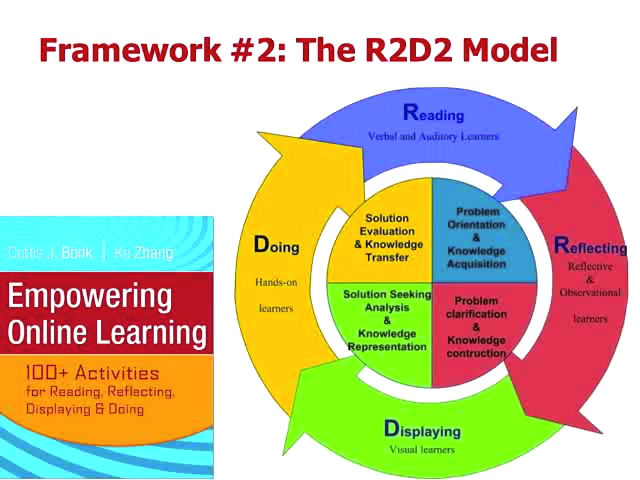 Framework #2: The R2D2 Model
Reading
Verbal and Auditory Learners
Reflecting
Reflective
&
Observational
learners
Displaying
Visual learners
Doing
Hands-on
learners
Solution
Evaluation
& Knowledge
Transfer
Problem
Orientation
&
Knowledge
Acquisition
Solution Seeking
Analysis
&
Knowledge
Representation
Problem
clarification
&
Knowledge
contruction
Curtis J. Bonk | Ke Zhang
Empowering
Online Learning
100+ Activities
for Reading, Reflecting,
Displaying & Doing